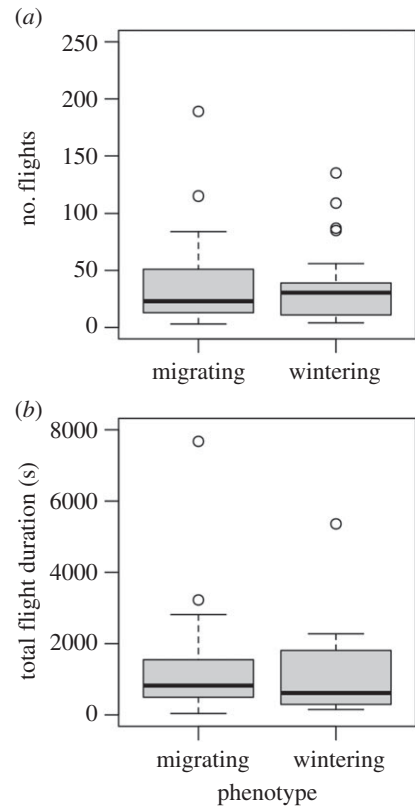 (a)
250
200
150
100
50
0
no. flights
migrating wintering
(b)
8000
6000
4000
2000
0
total flight duration (s)
migrating wintering
phenotype